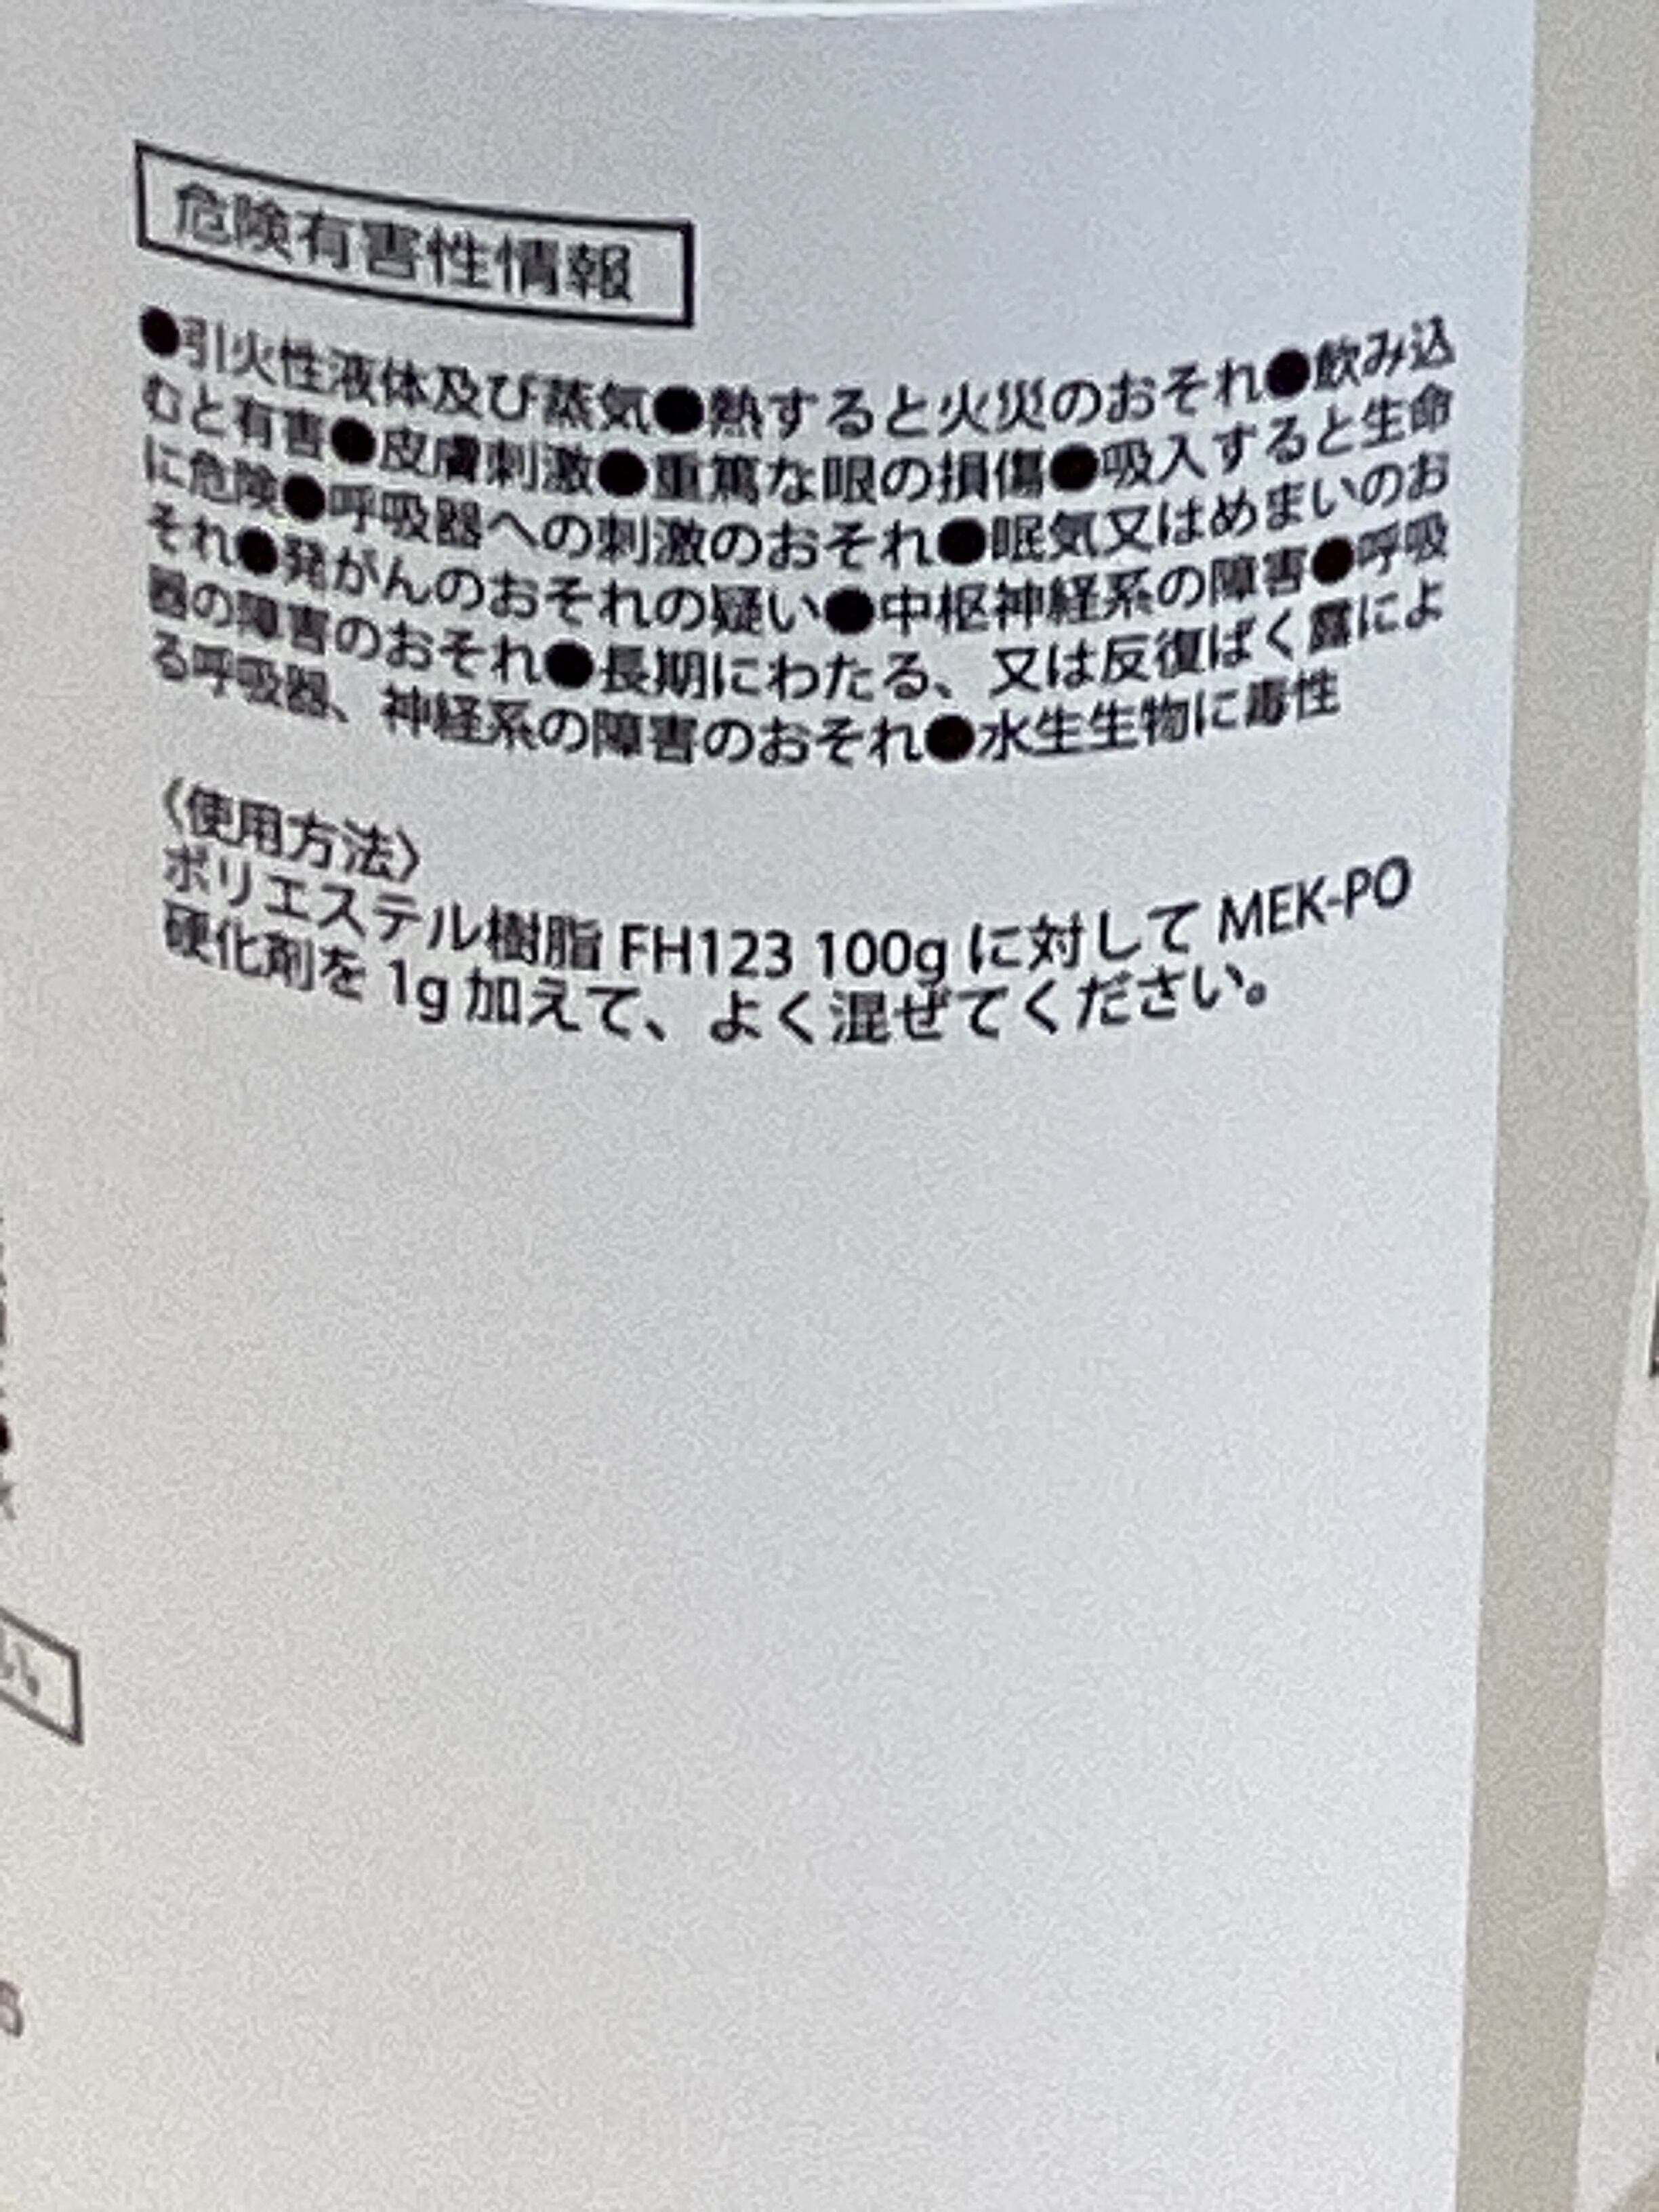 危険有害性情報
●引火性液体及び蒸気●熱すると火災のおそれ●飲み込
むと有害●皮膚刺激●重篤な眼の損傷●吸入すると生命
に危険●呼吸器への刺激のおそれ●眠気又はめまいのお
それ●発がんのおそれの疑い●中枢神経系の障害●呼吸
器の障害のおそれ●長期にわたる、又は反復ばく露によ
る呼吸器、神経系の障害のおそれ●水生生物に毒性
〈使用方法〉
ポリエステル樹脂 FH123 100g に対して MEK-PO
硬化剤を 1g 加えて、よく混ぜてください。